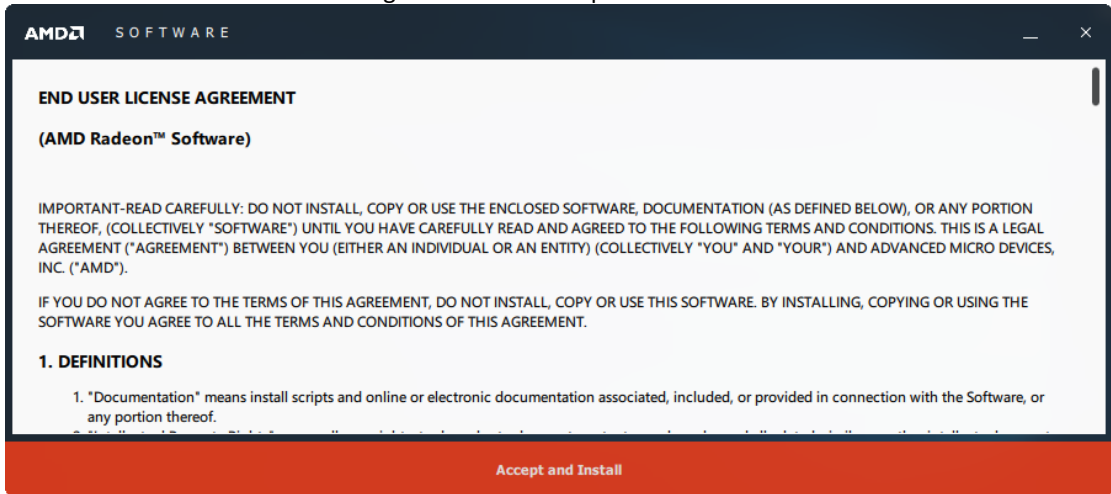 AMD SOFTWARE
END USER LICENSE AGREEMENT
(AMD Radeon™ Software)
IMPORTANT-READ CAREFULLY: DO NOT INSTALL, COPY OR USE THE ENCLOSED SOFTWARE, DOCUMENTATION (AS DEFINED BELOW), OR ANY PORTION
THEREOF, (COLLECTIVELY "SOFTWARE") UNTIL YOU HAVE CAREFULLY READ AND AGREED TO THE FOLLOWING TERMS AND CONDITIONS. THIS IS A LEGAL
AGREEMENT ("AGREEMENT") BETWEEN YOU (EITHER AN INDIVIDUAL OR AN ENTITY) (COLLECTIVELY "YOU" AND "YOUR") AND ADVANCED MICRO DEVICES,
INC. ("AMD").
IF YOU DO NOT AGREE TO THE TERMS OF THIS AGREEMENT, DO NOT INSTALL, COPY OR USE THIS SOFTWARE. BY INSTALLING, COPYING OR USING THE
SOFTWARE YOU AGREE TO ALL THE TERMS AND CONDITIONS OF THIS AGREEMENT.
1. DEFINITIONS
1. "Documentation" means install scripts and online or electronic documentation associated, included, or provided in connection with the Software, or
any portion thereof.
Accept and Install